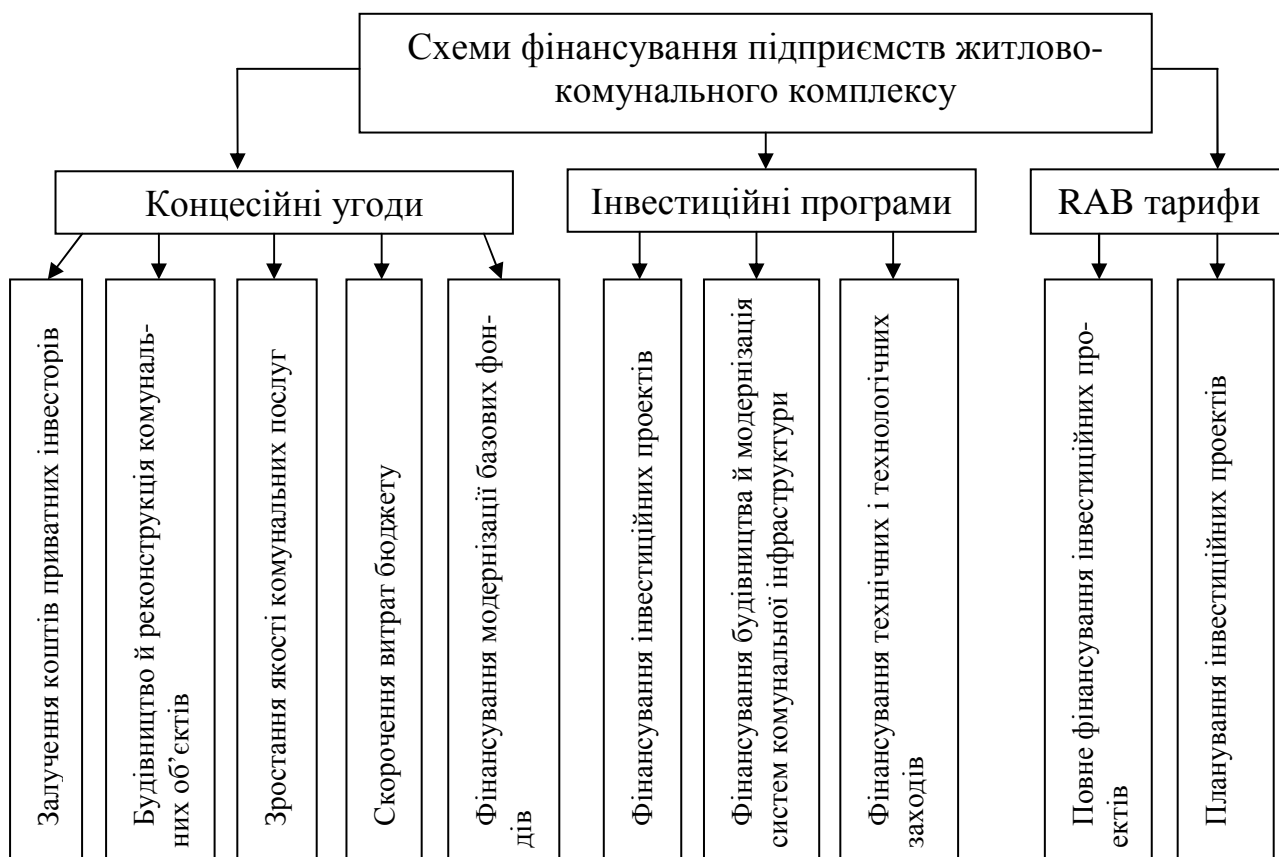 Схеми фінансування підприємств житлово-
комунального комплексу
Концесійні угоди
Інвестиційні програми
RAB тарифи
Залучення коштів приватних інвесторів
Будівництво й реконструкція комуналь-
них об’єктів
Зростання якості комунальних послуг
Скорочення витрат бюджету
Фінансування модернізації базових фон-
дів
Фінансування інвестиційних проектів
Фінансування будівництва й модернізація
систем комунальної інфраструктури
Фінансування технічних і технологічних
заходів
Повне фінансування інвестиційних про-
ектів
Планування інвестиційних проектів